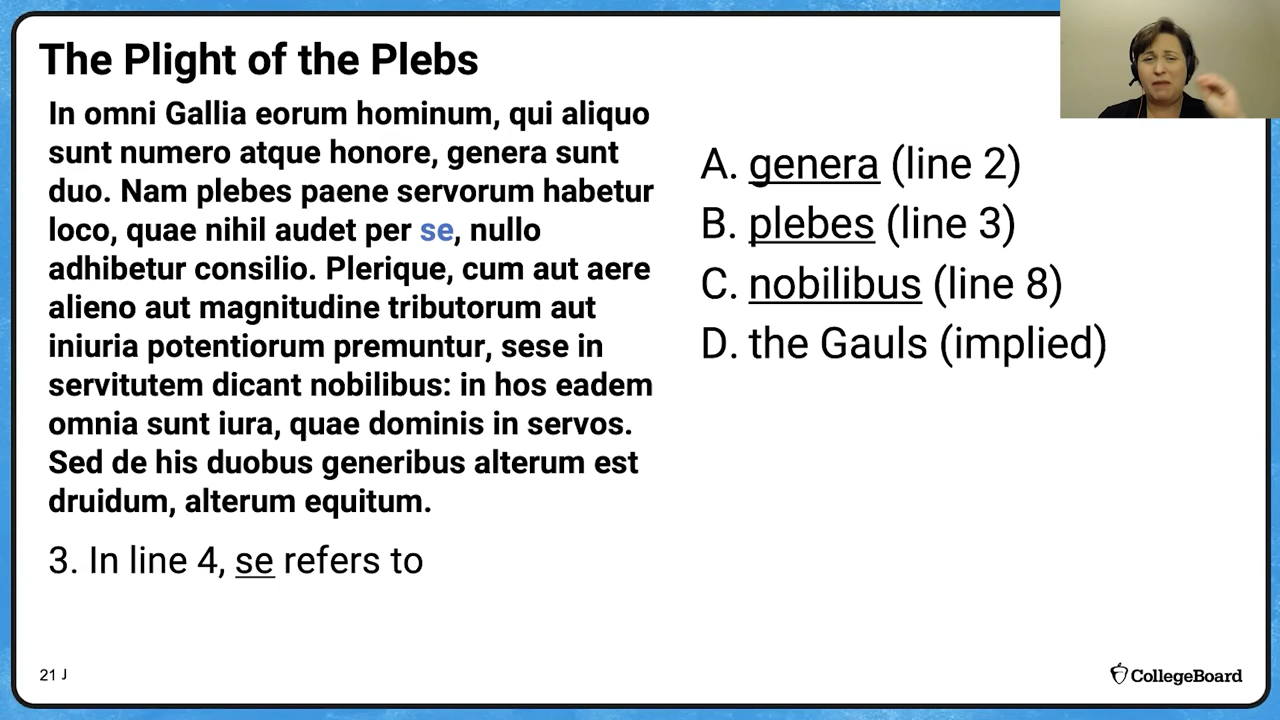 The Plight of the Plebs
In omni Gallia eorum hominum, qui aliquo
sunt numero atque honore, genera sunt
duo. Nam plebes paene servorum habetur
loco, quae nihil audet per se, nullo
adhibetur consilio. Plerique, cum aut aere
alieno aut magnitudine tributorum aut
iniuria potentiorum premuntur, sese in
servitutem dicant nobilibus: in hos eadem
omnia sunt iura, quae dominis in servos.
Sed de his duobus generibus alterum est
druidum, alterum equitum.
3. In line 4, se refers to
A. genera (line 2)
B. plebes (line 3)
C. nobilibus (line 8)
D. the Gauls (implied)
21 J
CollegeBoard